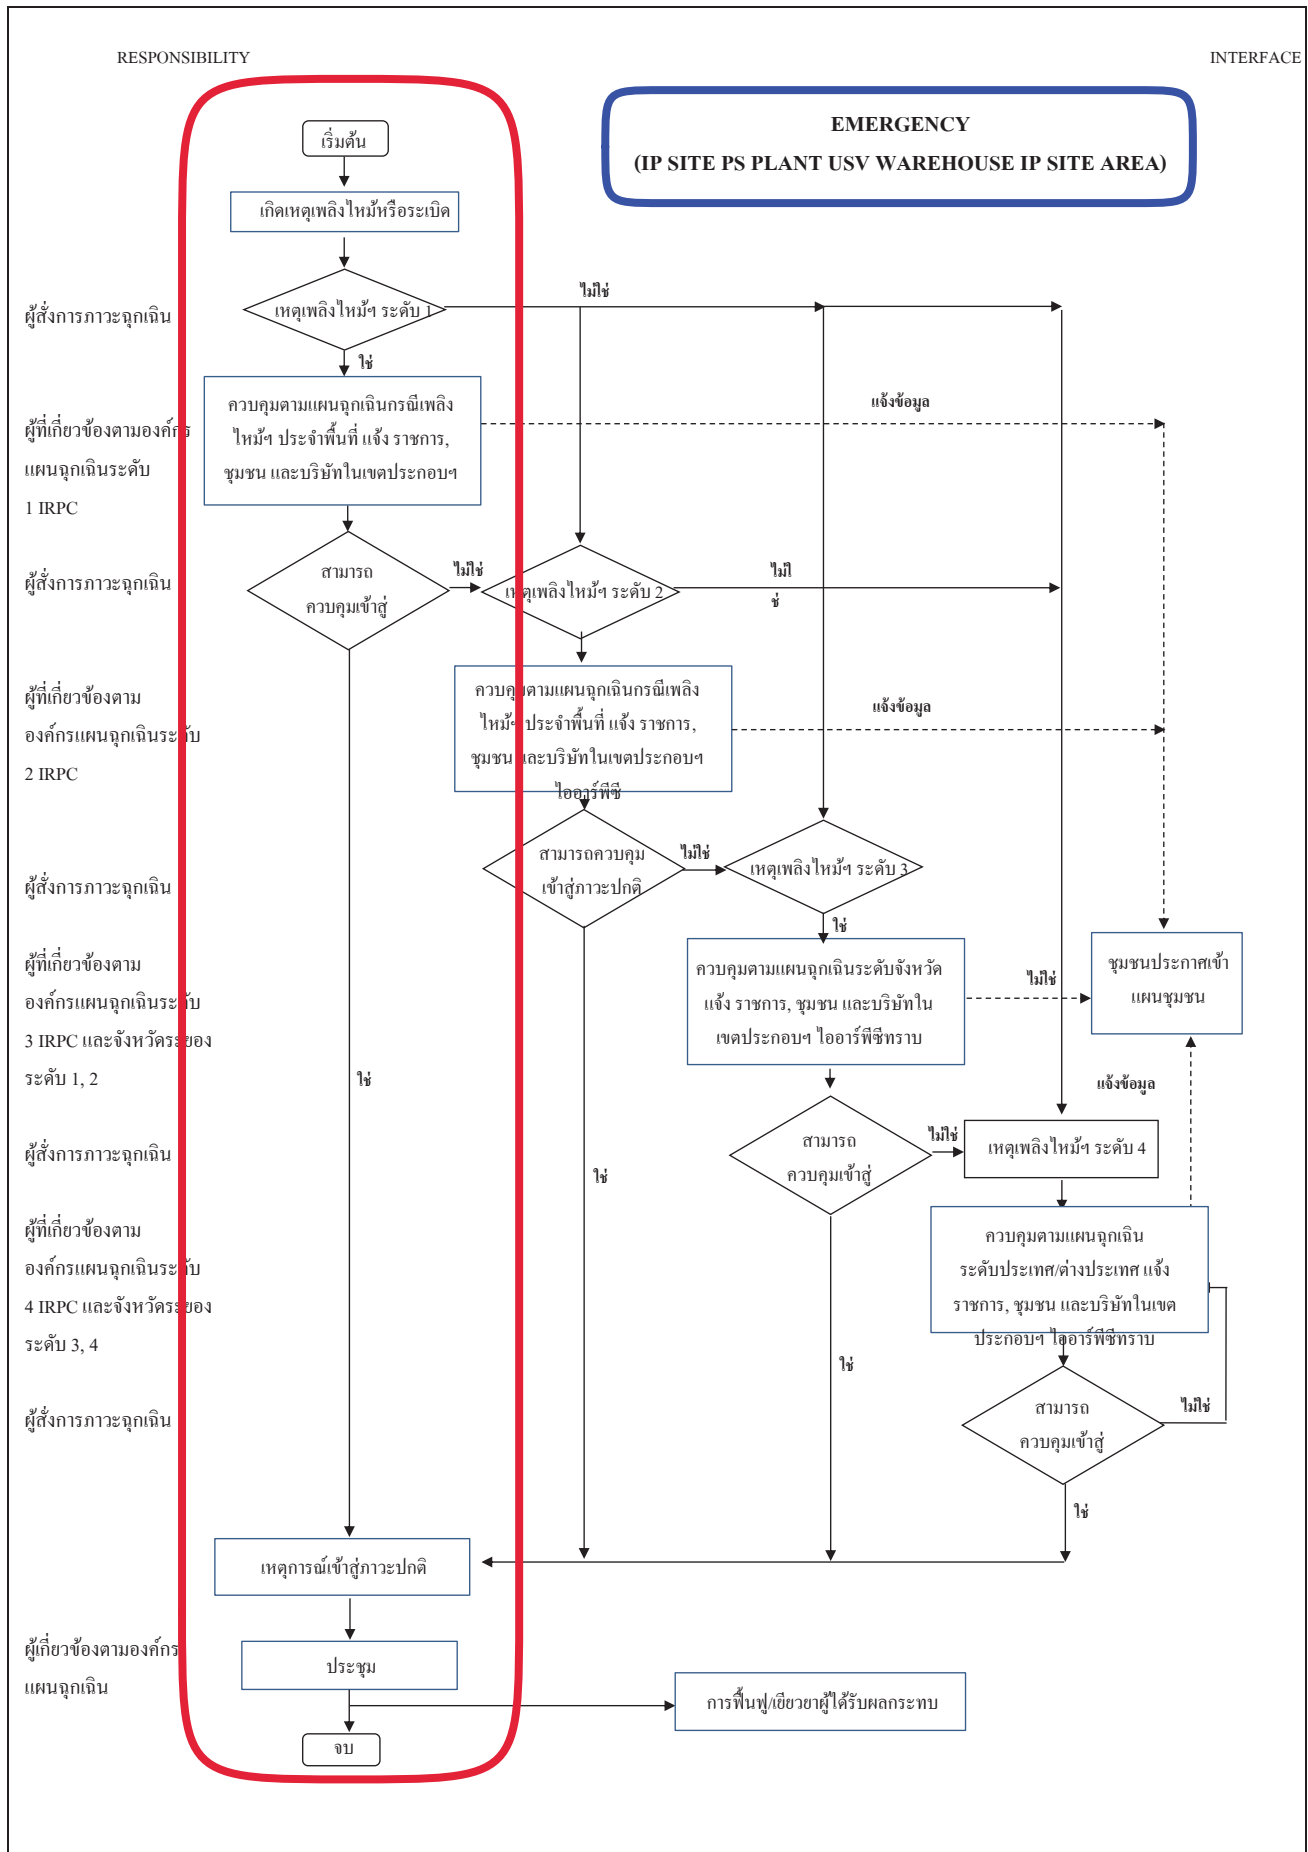 RESPONSIBILITY
INTERFACE
EMERGENCY
(IP SITE PS PLANT USV WAREHOUSE IP SITE AREA)
เริ่มต้น
เกิดเหตุเพลิงไหม้หรือระเบิด
ผู้สั่งการภาวะฉุกเฉิน
เหตุเพลิงไหม้ฯ ระดับ 1
ไม่ใช่
ใช่
ผู้ที่เกี่ยวข้องตามองค์กร
แผนฉุกเฉินระดับ
1 IRPC
ควบคุมตามแผนฉุกเฉินกรณีเพลิง
ไหม้ฯ ประจำพื้นที่ แจ้ง ราชการ,
ชุมชน และบริษัทในเขตประกอบฯ
แจ้งข้อมูล
ผู้สั่งการภาวะฉุกเฉิน
สามารถ
ควบคุมเข้าสู่
ไม่ใช่
เหตุเพลิงไหม้ฯ ระดับ 2
ไม่ใ
ช่
ผู้ที่เกี่ยวข้องตาม
องค์กรแผนฉุกเฉินระดับ
2 IRPC
ควบคุมตามแผนฉุกเฉินกรณีเพลิง
ไหม้ฯ ประจำพื้นที่ แจ้ง ราชการ,
ชุมชน และบริษัทในเขตประกอบฯ
ไออาร์พีซี
แจ้งข้อมูล
ผู้สั่งการภาวะฉุกเฉิน
สามารถควบคุม
เข้าสู่ภาวะปกติ
ไม่ใช่
เหตุเพลิงไหม้ฯ ระดับ 3
ใช่
ผู้ที่เกี่ยวข้องตาม
องค์กรแผนฉุกเฉินระดับ
3 IRPC และจังหวัดระยอง
ระดับ 1, 2
ควบคุมตามแผนฉุกเฉินระดับจังหวัด
แจ้ง ราชการ, ชุมชน และบริษัทใน
เขตประกอบฯ ไออาร์พีซีทราบ
ไม่ใช่
ชุมชนประกาศเข้า
แผนชุมชน
ใช่
แจ้งข้อมูล
ผู้สั่งการภาวะฉุกเฉิน
สามารถ
ควบคุมเข้าสู่
ไม่ใช่
เหตุเพลิงไหม้ฯ ระดับ 4
ใช่
ผู้ที่เกี่ยวข้องตาม
องค์กรแผนฉุกเฉินระดับ
4 IRPC และจังหวัดระยอง
ระดับ 3, 4
ควบคุมตามแผนฉุกเฉิน
ระดับประเทศ/ต่างประเทศ แจ้ง
ราชการ, ชุมชน และบริษัทในเขต
ประกอบฯ ไออาร์พีซีทราบ
ใช่
ผู้สั่งการภาวะฉุกเฉิน
สามารถ
ควบคุมเข้าสู่
ไม่ใช่
ใช่
เหตุการณ์เข้าสู่ภาวะปกติ
ผู้เกี่ยวข้องตามองค์กร
แผนฉุกเฉิน
ประชุม
การฟื้นฟู/เยียวยาผู้ได้รับผลกระทบ
จบ